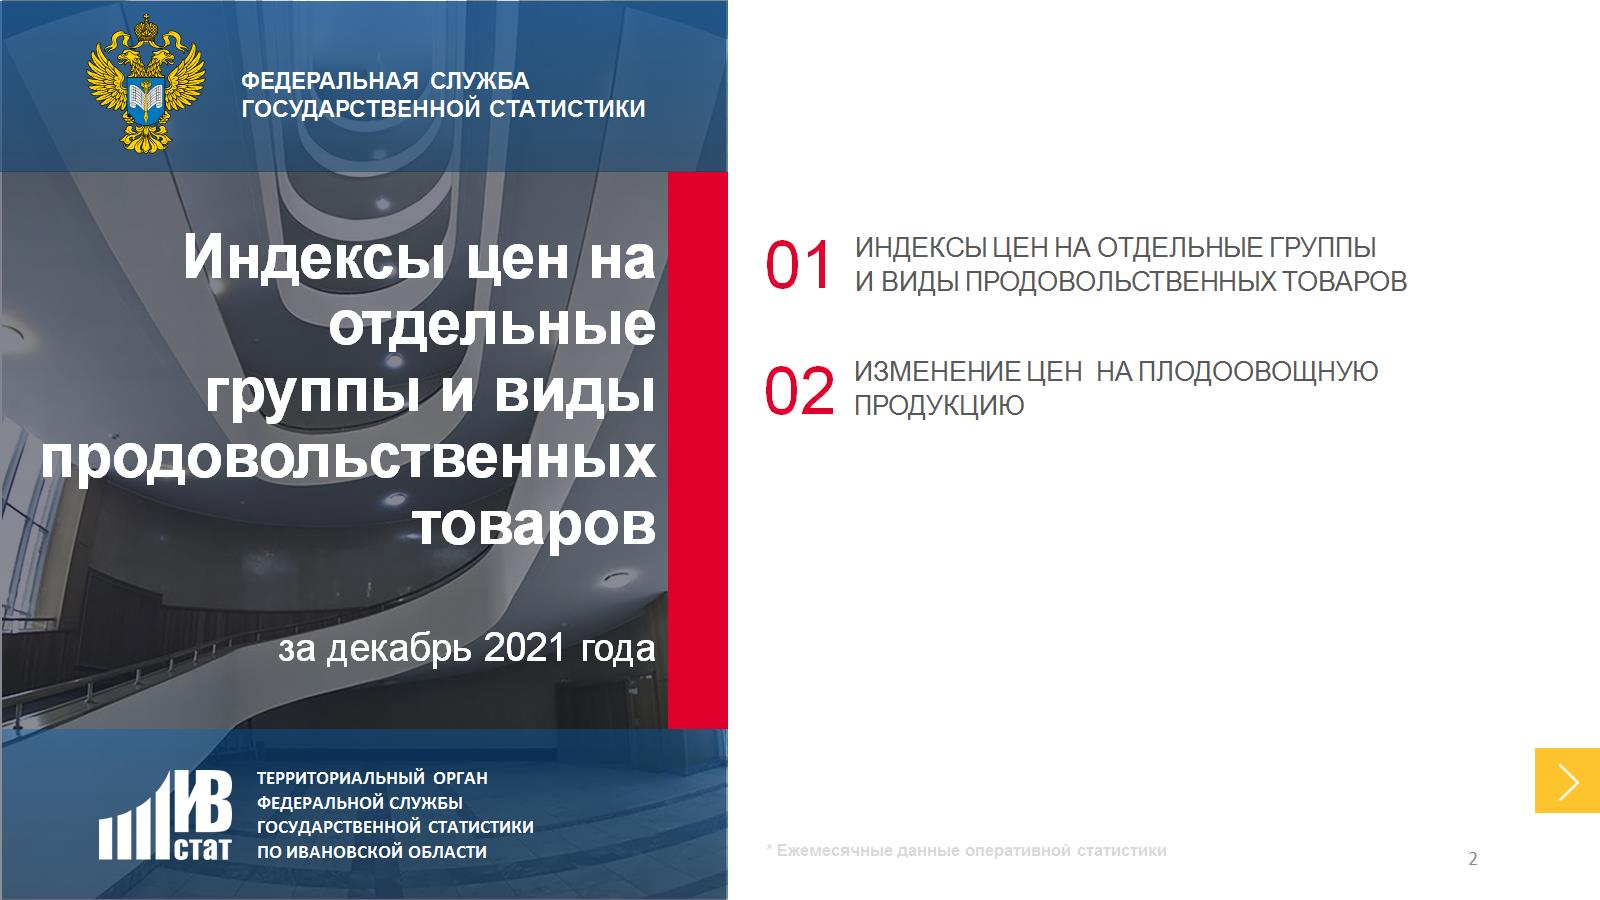 ФЕДЕРАЛЬНАЯ СЛУЖБА
ГОСУДАРСТВЕННОЙ СТАТИСТИКИ
Индексы цен на
отдельные
группы и виды
продовольственных
товаров
за декабрь 2021 года
ИВ
стат
ТЕРРИТОРИАЛЬНЫЙ ОРГАН
ФЕДЕРАЛЬНОЙ СЛУЖБЫ
ГОСУДАРСТВЕННОЙ СТАТИСТИКИ
ПО ИВАНОВСКОЙ ОБЛАСТИ
01
ИНДЕКСЫ ЦЕН НА ОТДЕЛЬНЫЕ ГРУППЫ
И ВИДЫ ПРОДОВОЛЬСТВЕННЫХ ТОВАРОВ
02
ИЗМЕНЕНИЕ ЦЕН НА ПЛОДООВОЩНУЮ
ПРОДУКЦИЮ
* Ежемесячные данные оперативной статистики
2